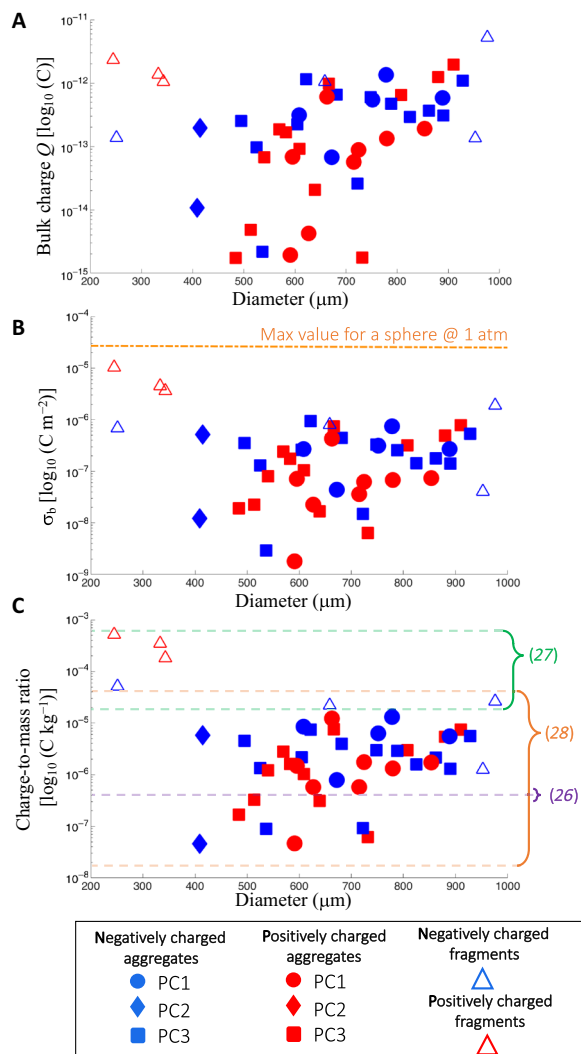 A
Bulk charge Q [log10 (C)]
10−11
10−12
10−13
10−14
10−15
200 300 400 500 600 700 800 900 1000
Diameter (μm)
B
σb [log10 (C m−2)]
10−4
10−5
10−6
10−7
10−8
10−9
Max value for a sphere @ 1 atm
200 300 400 500 600 700 800 900 1000
Diameter (μm)
C
Charge-to-mass ratio
[log10 (C kg−1)]
10−3
10−4
10−5
10−6
10−7
10−8
(27)
(28)
(26)
200 300 400 500 600 700 800 900 1000
Diameter (μm)
Negatively charged
aggregates
PC1
PC2
PC3
Positively charged
aggregates
PC1
PC2
PC3
Negatively charged
fragments
Positively charged
fragments